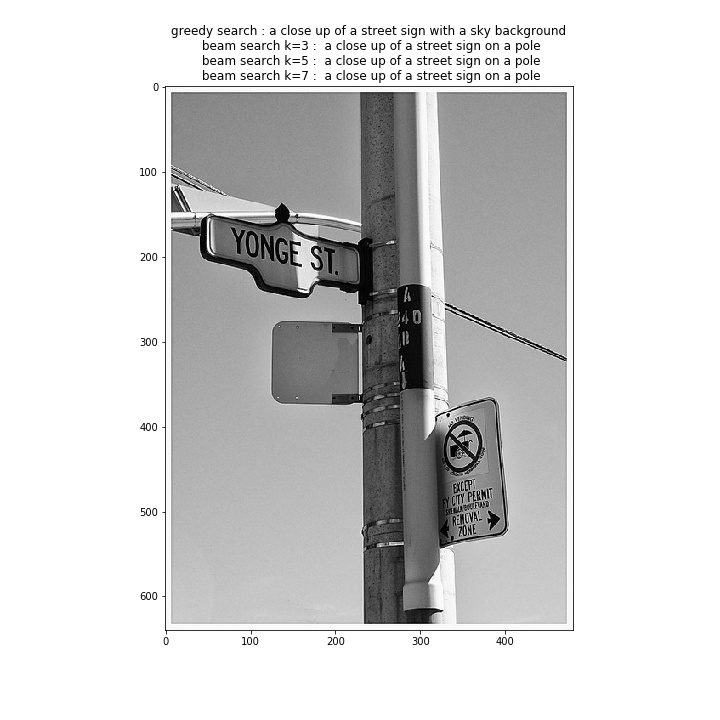 greedy search : a close up of a street sign with a sky background
beam search k=3 :  a close up of a street sign on a pole
beam search k=5 :  a close up of a street sign on a pole
beam search k=7 :  a close up of a street sign on a pole
0
100
200
300
400
500
600
0
100
200
300
400
YONGE ST.
A
NO VENDING
EXCEPT
BY CITY PERMIT
REMOVAL
ZONE